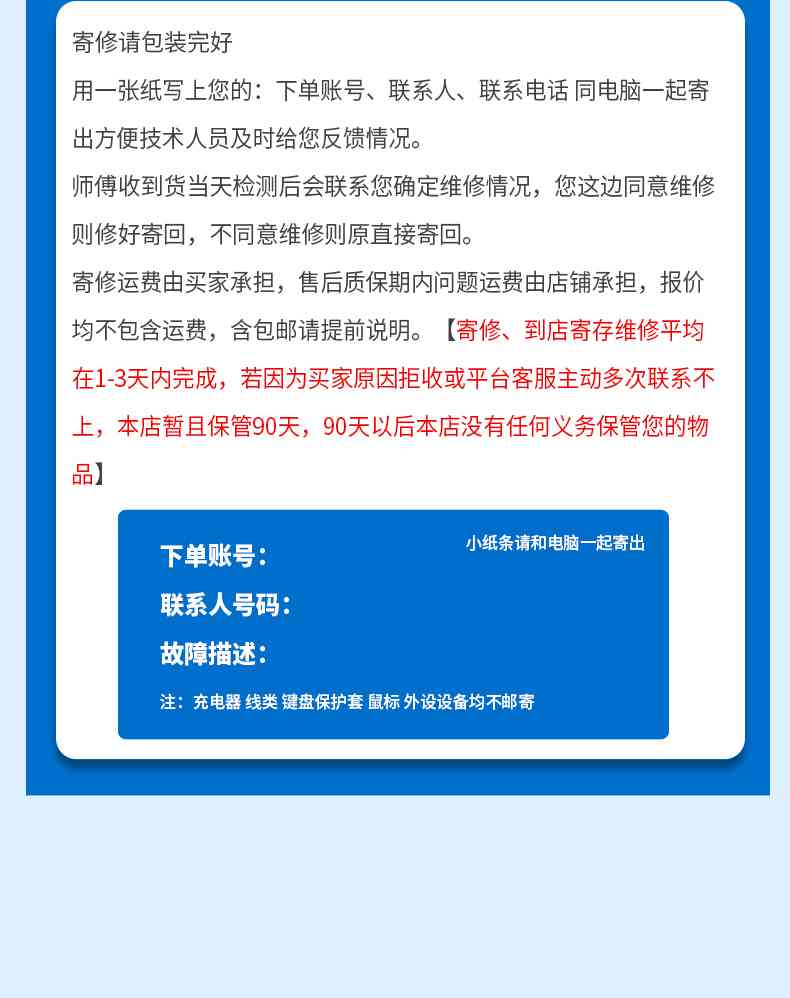 寄修请包装完好
用一张纸写上您的：下单账号、联系人、联系电话 同电脑一起寄
出方便技术人员及时给您反馈情况。
师傅收到货当天检测后会联系您确定维修情况，您这边同意维修
则修好寄回，不同意维修则原直接寄回。
寄修运费由买家承担，售后质保期内问题运费由店铺承担，报价
均不包含运费，含包邮请提前说明。【寄修、到店寄存维修平均
在1-3天内完成，若因为买家原因拒收或平台客服主动多次联系不
上，本店暂且保管90天，90天以后本店没有任何义务保管您的物
品】
小纸条请和电脑一起寄出
下单账号：
联系人号码：
故障描述：
注：充电器 线类 键盘保护套 鼠标 外设设备均不邮寄